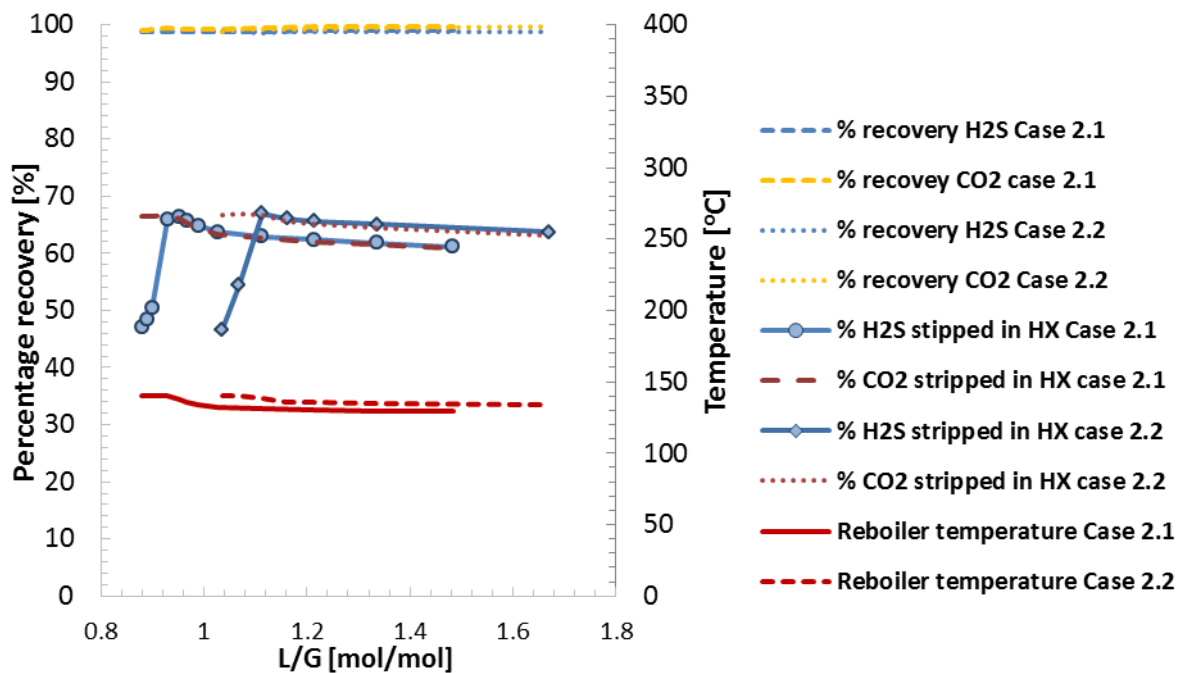 100
90
80
70
60
50
40
30
20
10
0
Percentage recovery [%]
400
350
300
250
200
150
100
50
0
Temperature [°C]
0.8
1
1.2
1.4
1.6
1.8
L/G [mol/mol]
% recovery H2S Case 2.1
% recovey CO2 case 2.1
% recovery H2S Case 2.2
% recovery CO2 Case 2.2
% H2S stipped in HX Case 2.1
% CO2 stripped in HX case 2.1
% H2S stripped in HX case 2.2
% CO2 stripped in HX case 2.2
Reboiler temperature Case 2.1
Reboiler temperature Case 2.2